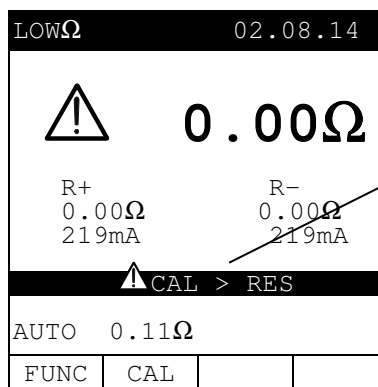 LOWΩ 02.08.14
0.00Ω
R+ R-
0.00Ω 0.00Ω
219mA 219mA
CAL > RES
AUTO 0.11Ω
FUNC CAL